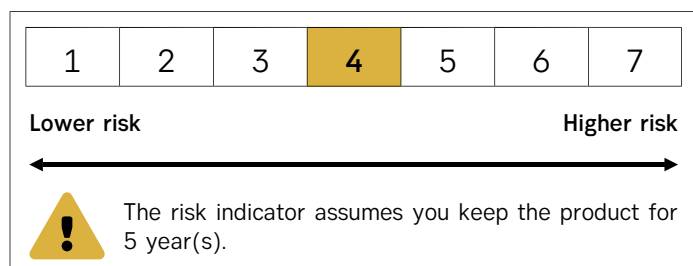 1 2 3 4 5 6 7
Lower risk Higher risk
The risk indicator assumes you keep the product for
5 year(s).